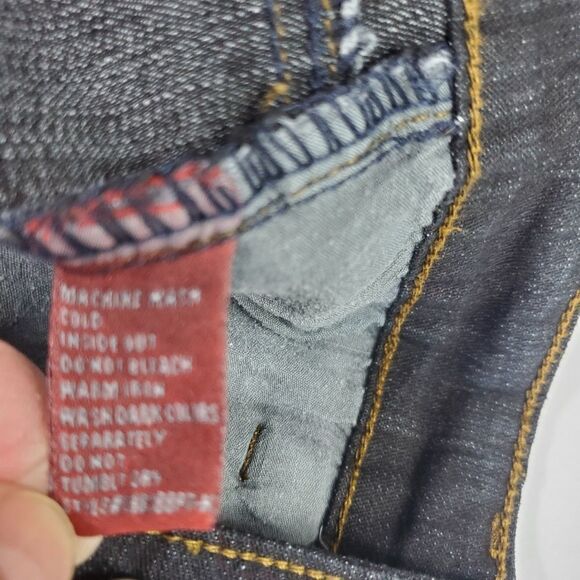 MACHINE WASH
COLD
INSIDE OUT
DO NOT BLEACH
WARM IRON
WASH DARK COLORS
SEPARATELY
DO NOT
TUMBLE DRY